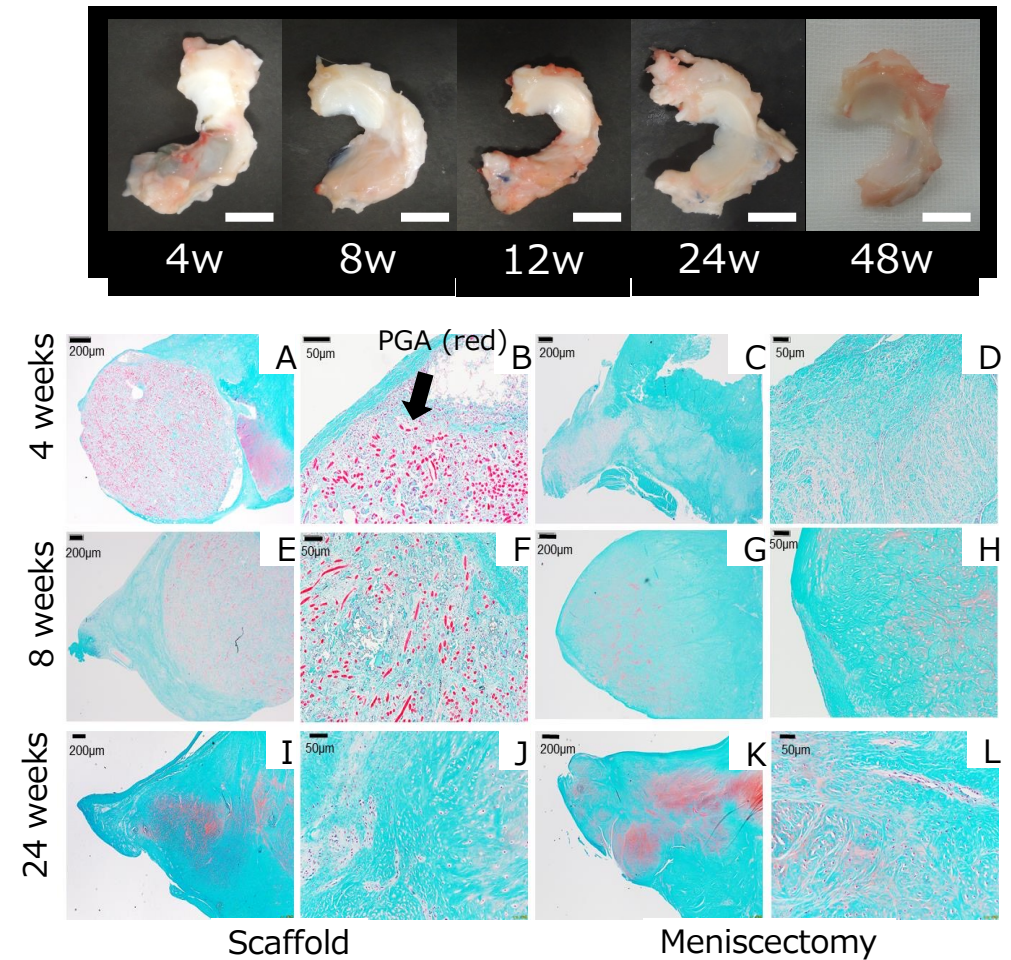 4w 8w 12w 24w 48w
4 weeks
200μm A
50μm PGA (red) B
200μm C
50μm D
8 weeks
200μm E
50μm F
200μm G
50μm H
24 weeks
200μm I
50μm J
200μm K
50μm L
Scaffold Meniscectomy